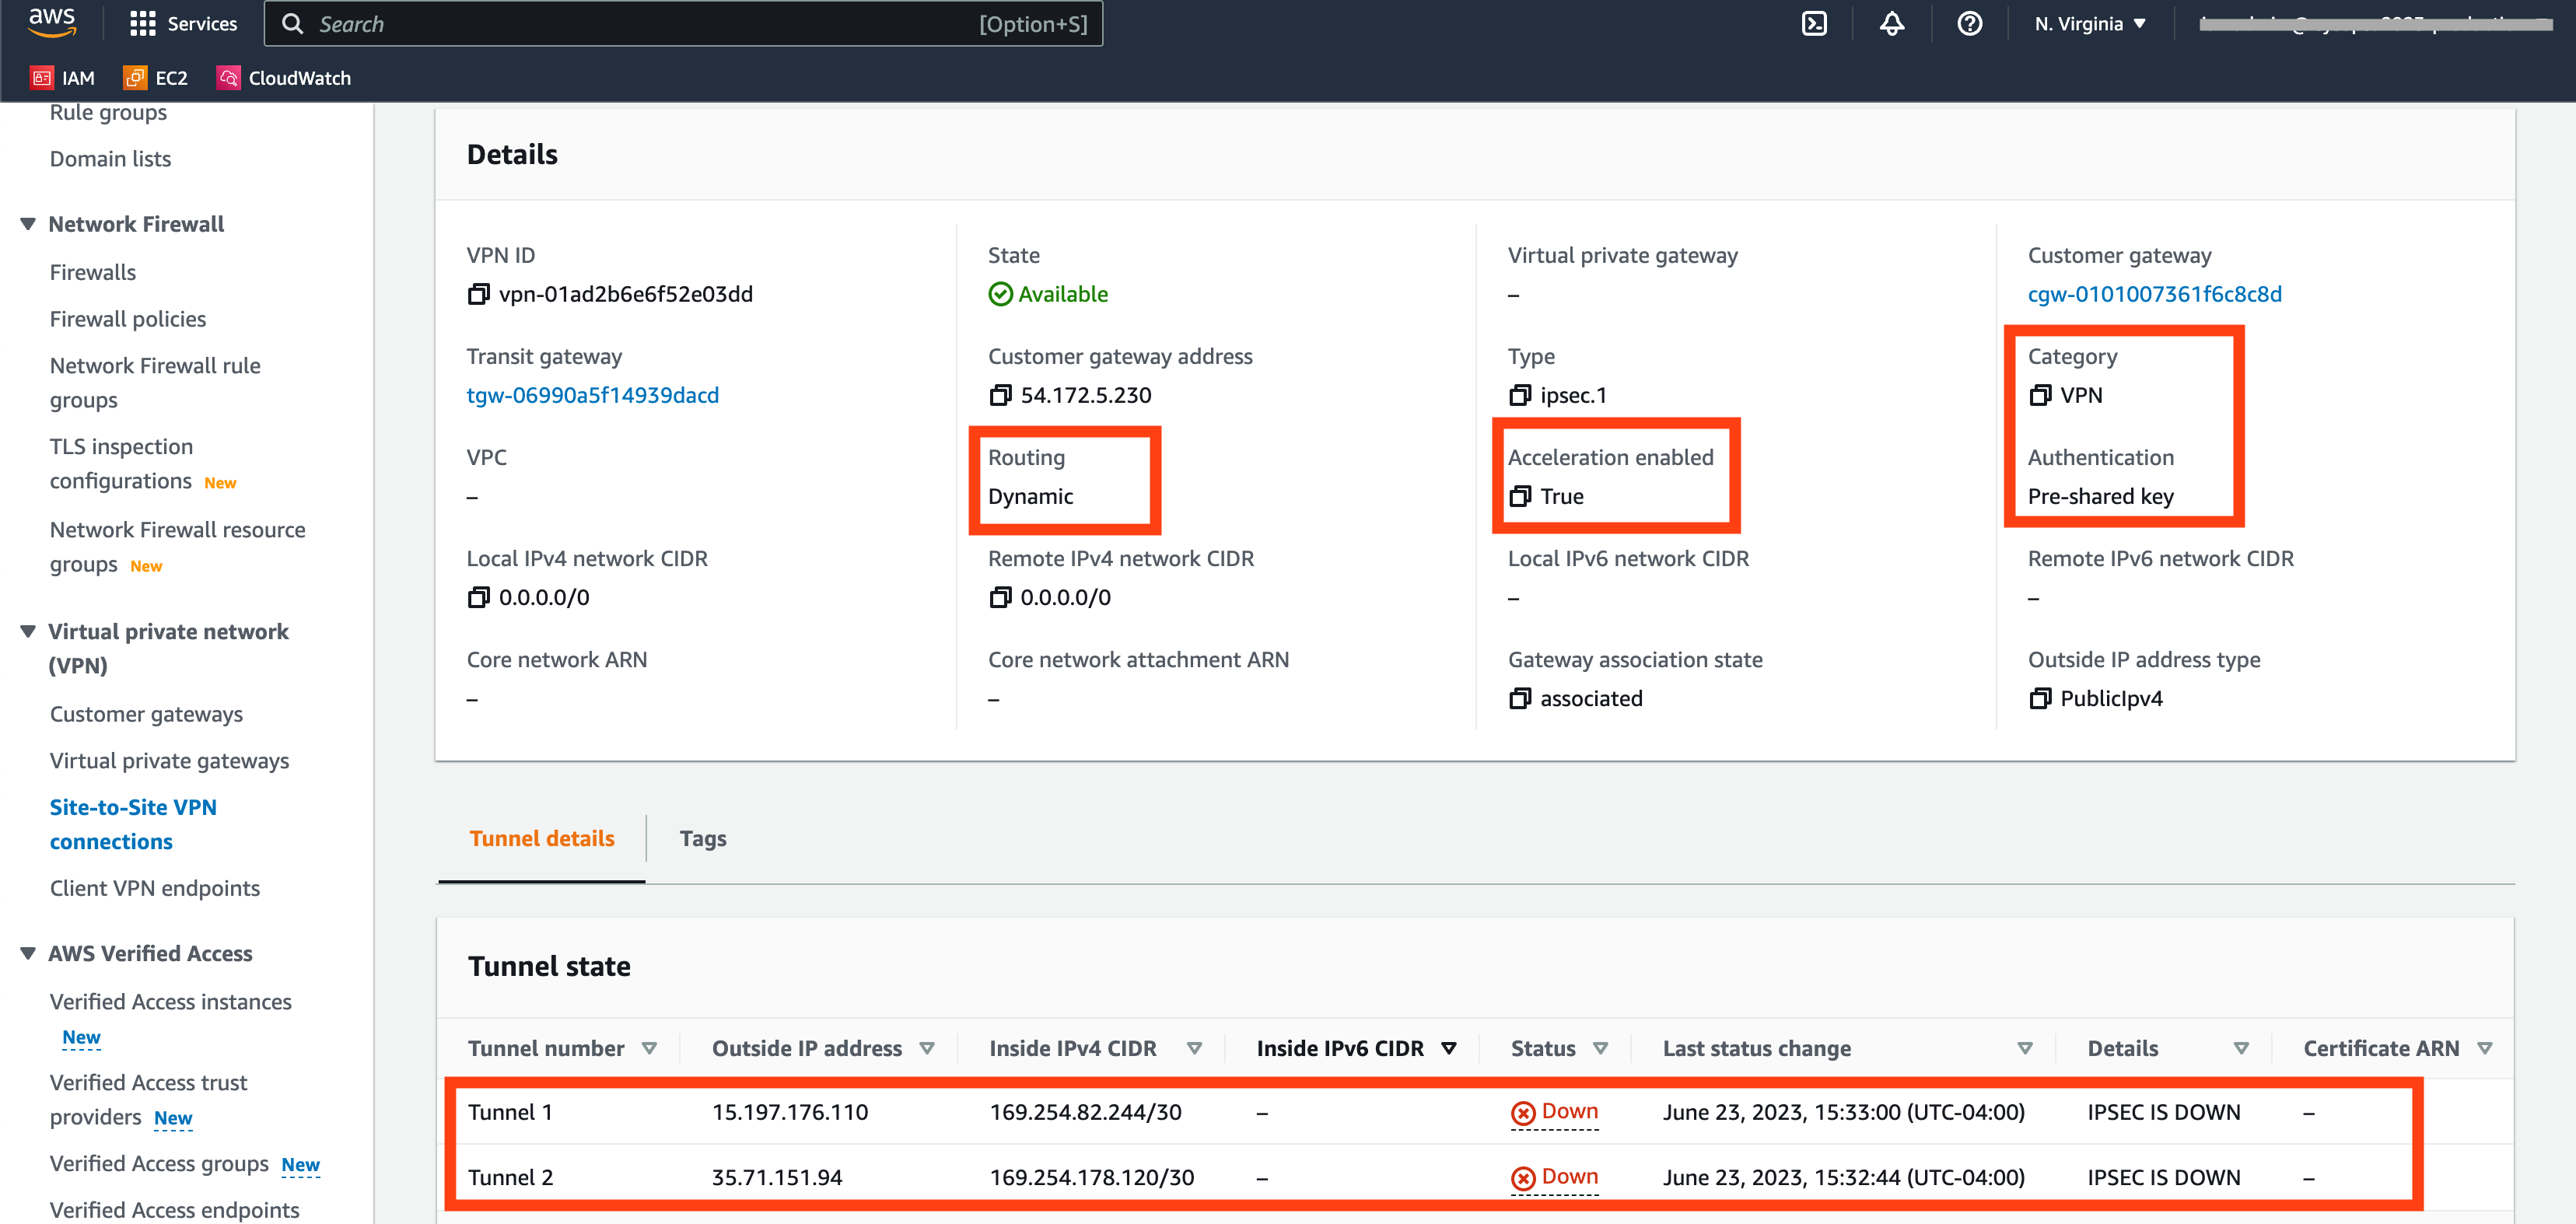 aws
Services
Search
[Option+S]
N. Virginia
IAM
EC2
CloudWatch
Rule groups
Domain lists
Network Firewall
Firewalls
Firewall policies
Network Firewall rule
groups
TLS inspection
configurations New
Network Firewall resource
groups New
Virtual private network
(VPN)
Customer gateways
Virtual private gateways
Site-to-Site VPN
connections
Client VPN endpoints
AWS Verified Access
Verified Access instances
New
Verified Access trust
providers New
Verified Access groups New
Verified Access endpoints
Details
VPN ID
vpn-01ad2b6e6f52e03dd
State
Available
Virtual private gateway
–
Customer gateway
cgw-0101007361f6c8c8d
Transit gateway
tgw-06990a5f14939dacd
Customer gateway address
54.172.5.230
Type
ipsec.1
Category
VPN
VPC
–
Routing
Dynamic
Acceleration enabled
True
Authentication
Pre-shared key
Local IPv4 network CIDR
0.0.0.0/0
Remote IPv4 network CIDR
0.0.0.0/0
Local IPv6 network CIDR
–
Remote IPv6 network CIDR
–
Core network ARN
–
Core network attachment ARN
–
Gateway association state
associated
Outside IP address type
PublicIpv4
Tunnel details
Tags
Tunnel state
Tunnel number Outside IP address Inside IPv4 CIDR Inside IPv6 CIDR Status Last status change Details Certificate ARN
Tunnel 1 15.197.176.110 169.254.82.244/30 – Down June 23, 2023, 15:33:00 (UTC-04:00) IPSEC IS DOWN –
Tunnel 2 35.71.151.94 169.254.178.120/30 – Down June 23, 2023, 15:32:44 (UTC-04:00) IPSEC IS DOWN –